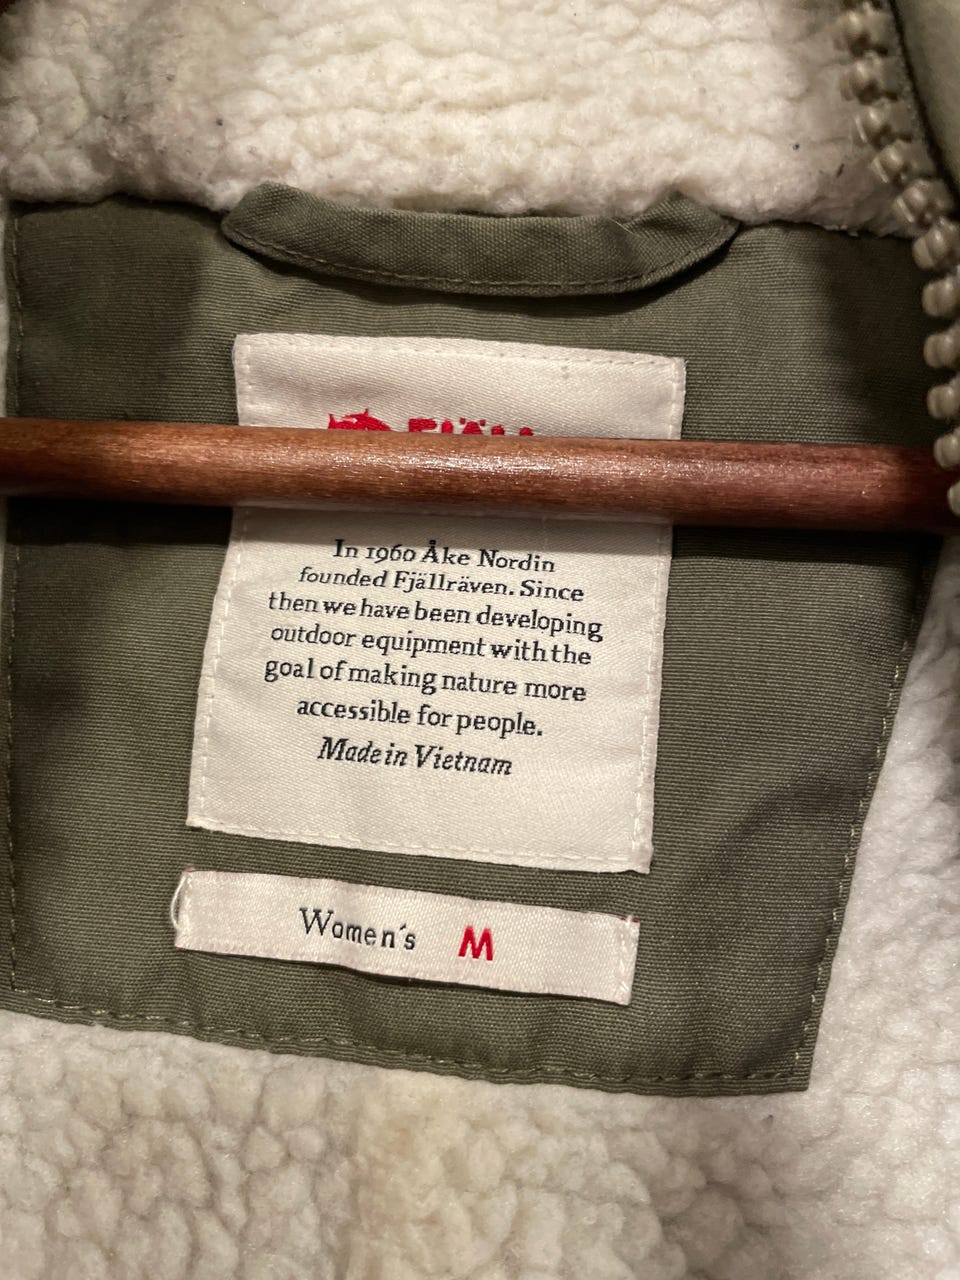 FJÄLL
In 1960 Åke Nordin
founded Fjällräven. Since
then we have been developing
outdoor equipment with the
goal of making nature more
accessible for people.
Made in Vietnam
Women's M